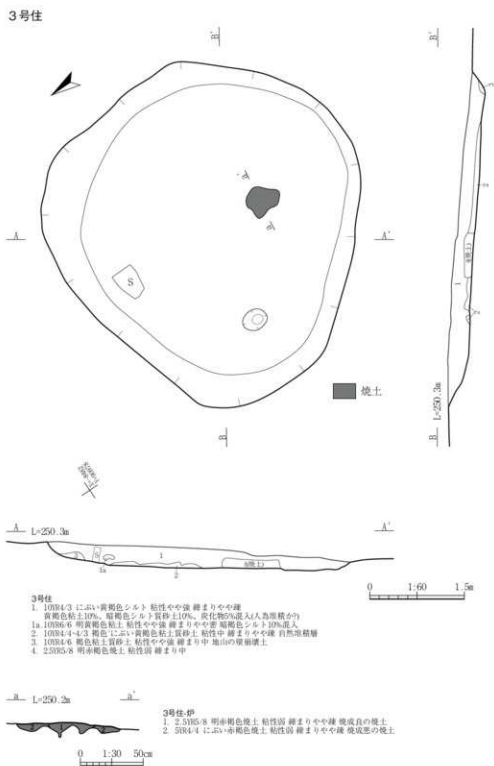 3号住
B'
B'
3
2
a'
a
A
A'
4(焼土)
S
1
2
焼土
L=250.3m
B
B
A L=250.3m A'
3 S 1
4(焼土)
1a 2
3号住
1. 10YR4/3 にぶい黄褐色シルト 粘性やや強 締まりやや疎
黄褐色粘土10%、暗褐色シルト質砂土10%、炭化物5%混入(人為堆積か?)
1a. 10YR6/6 明黄褐色粘土 粘性やや強 締まりやや密 暗褐色シルト10%混入
2. 10YR4/4~4/3 褐色~にぶい黄褐色粘土質砂土 粘性中 締まりやや疎 自然堆積層
3. 10YR4/6 褐色粘土質砂土 粘性やや強 締まり中 地山の壁崩壊土
4. 2.5YR5/8 明赤褐色焼土 粘性弱 締まり中
0 1:60 1.5m
a L=250.2m a'
3号住-炉
1. 2.5YR5/8 明赤褐色焼土 粘性弱 締まりやや疎 焼成良の焼土
2. 5YR4/4 にぶい赤褐色焼土 粘性弱 締まりやや疎 焼成悪の焼土
0 1:30 50cm